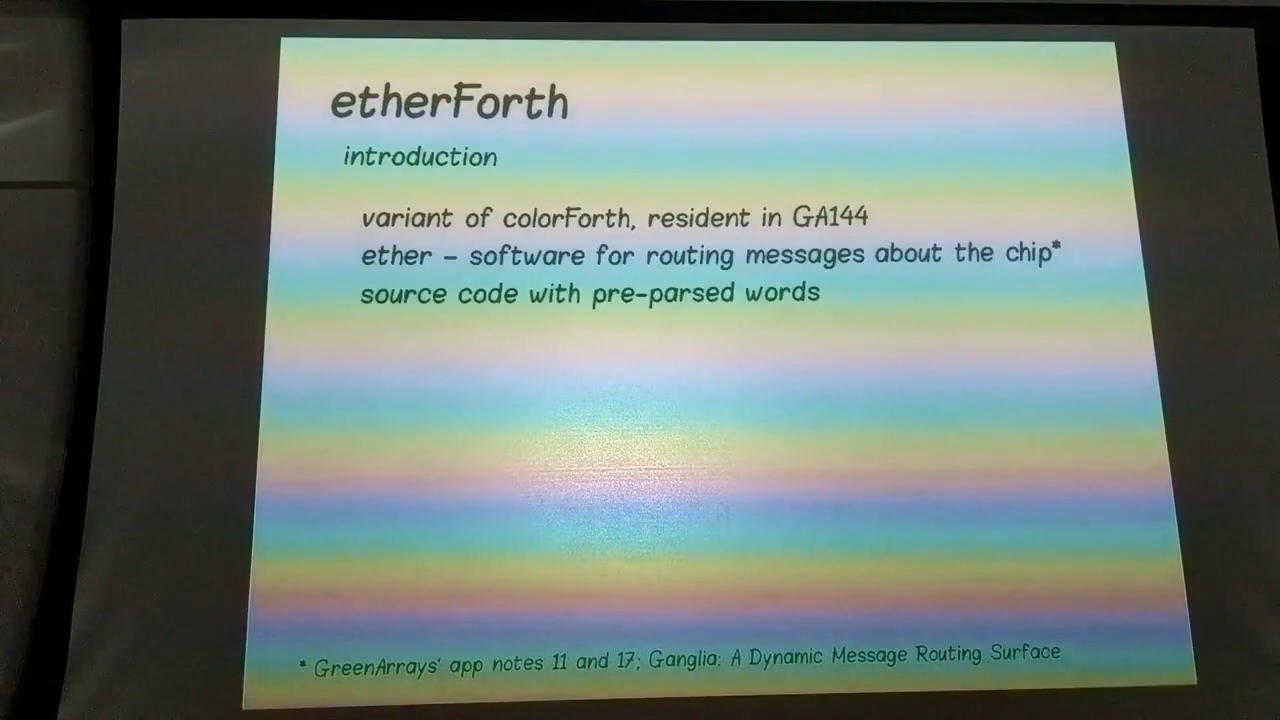 etherForth
introduction
variant of colorForth, resident in GA144
ether – software for routing messages about the chip*
source code with pre-parsed words
* GreenArrays' app notes 11 and 17; Ganglia: A Dynamic Message Routing Surface